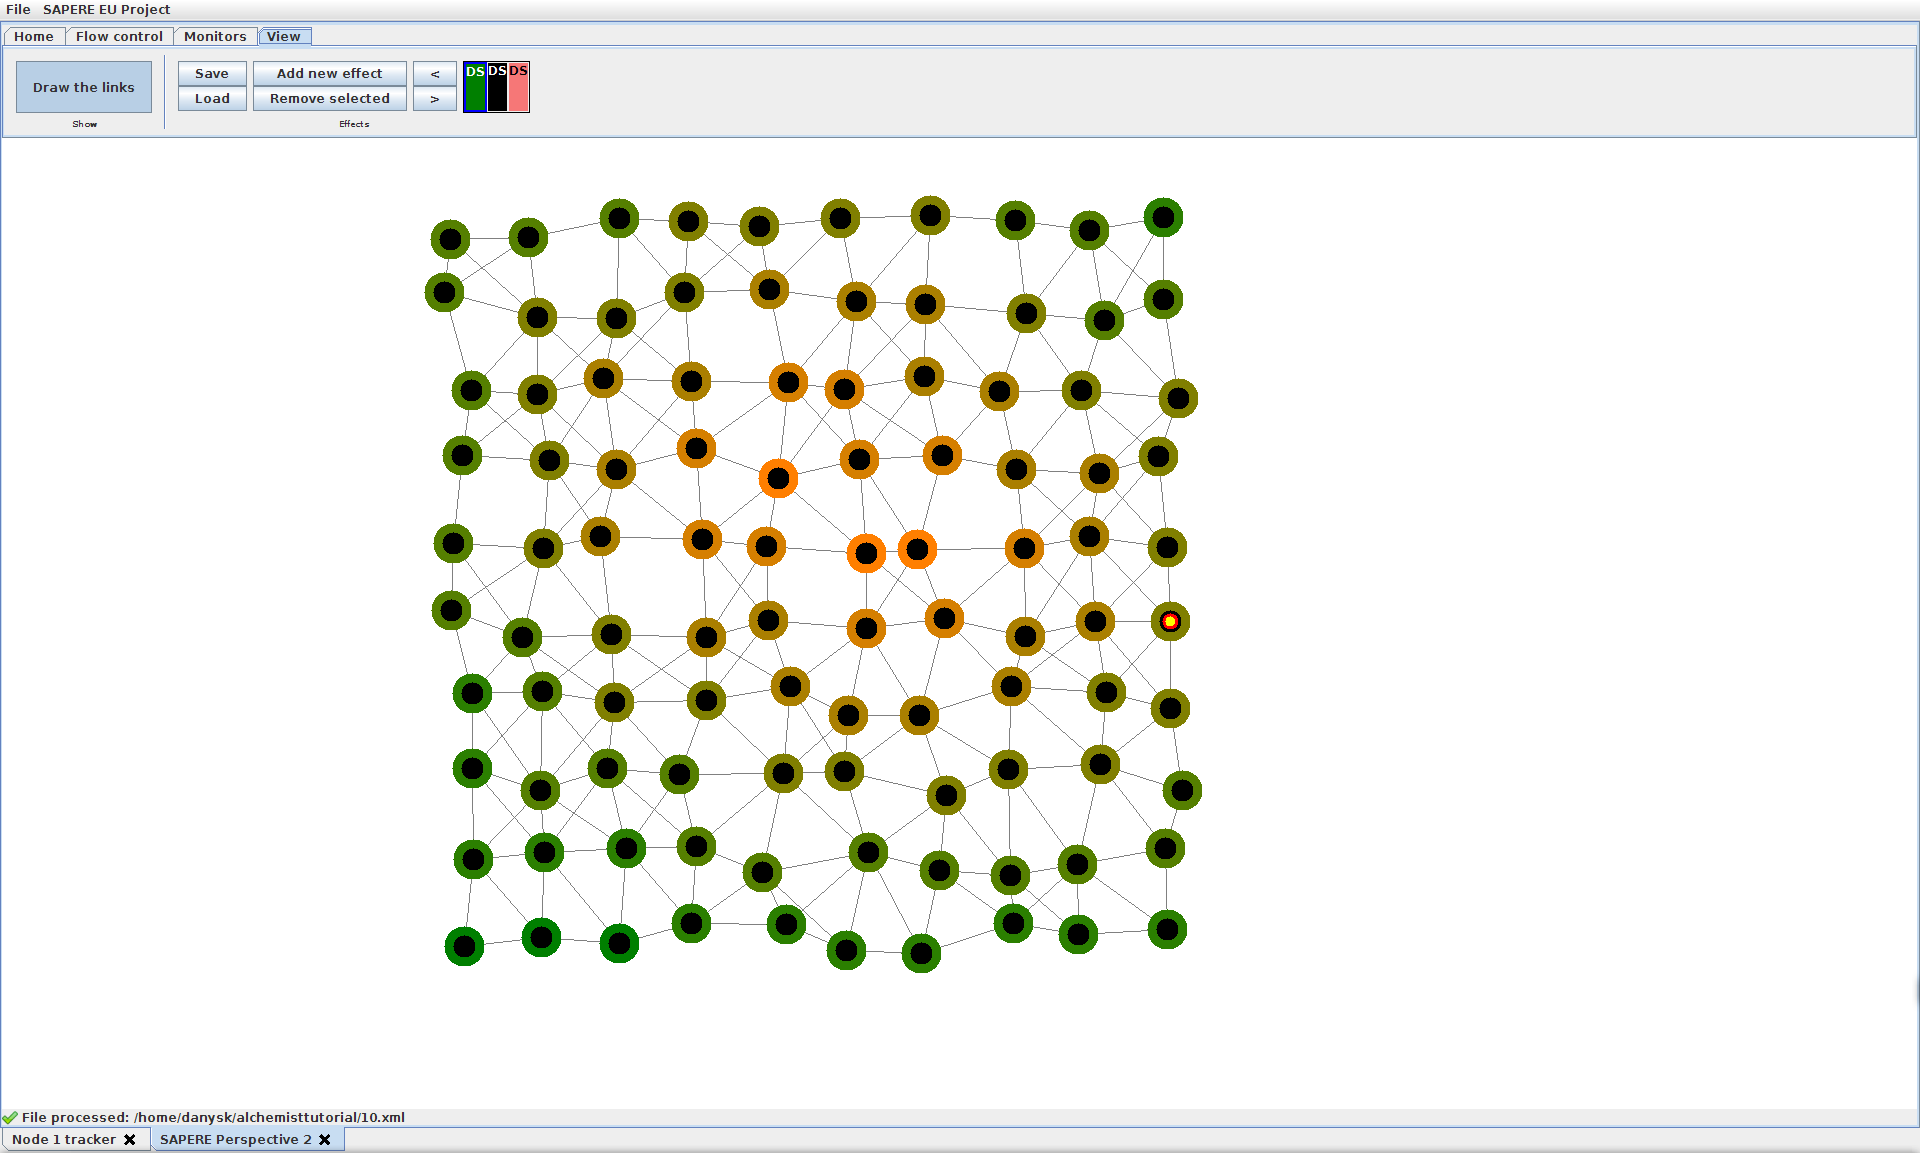 File SAPERE EU Project
Home Flow control Monitors View
Draw the links
Show
Save Add new effect <
Load Remove selected >
Effects
DS DS DS
File processed: /home/danysk/alchemisttutorial/10.xml
Node 1 tracker SAPERE Perspective 2